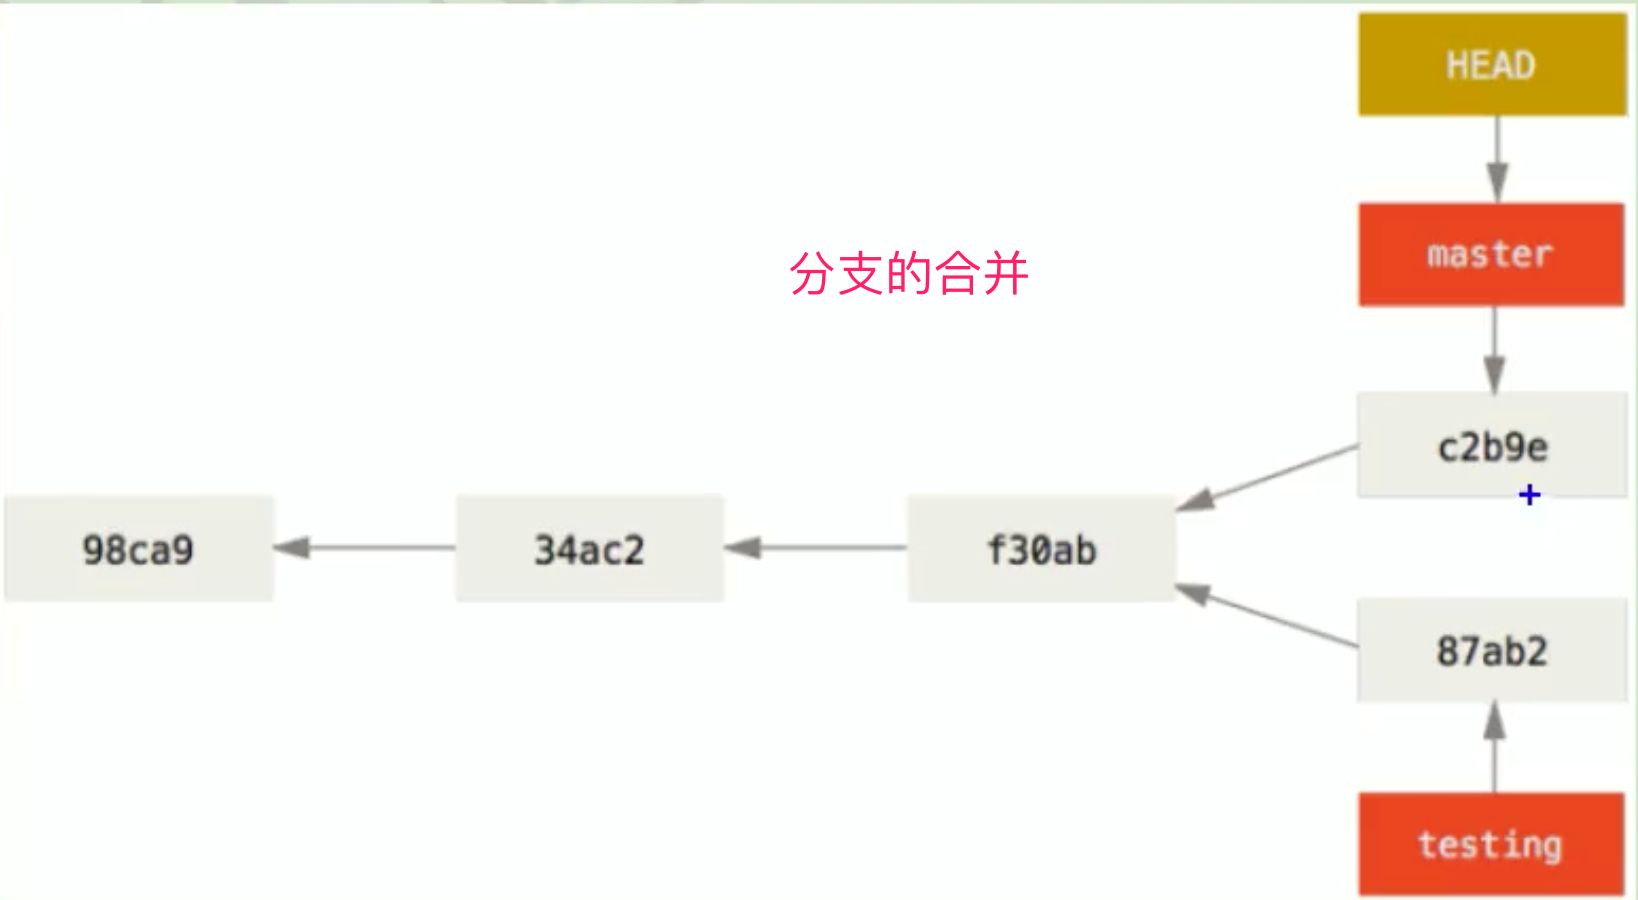 HEAD
master
分支的合并
c2b9e
98ca9
34ac2
f30ab
87ab2
testing